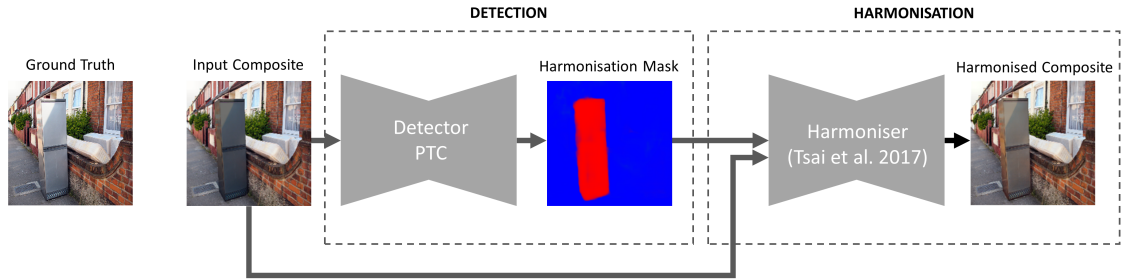 DETECTION
HARMONISATION
Ground Truth
Input Composite
Detector
PTC
Harmonisation Mask
Harmoniser
(Tsai et al. 2017)
Harmonised Composite